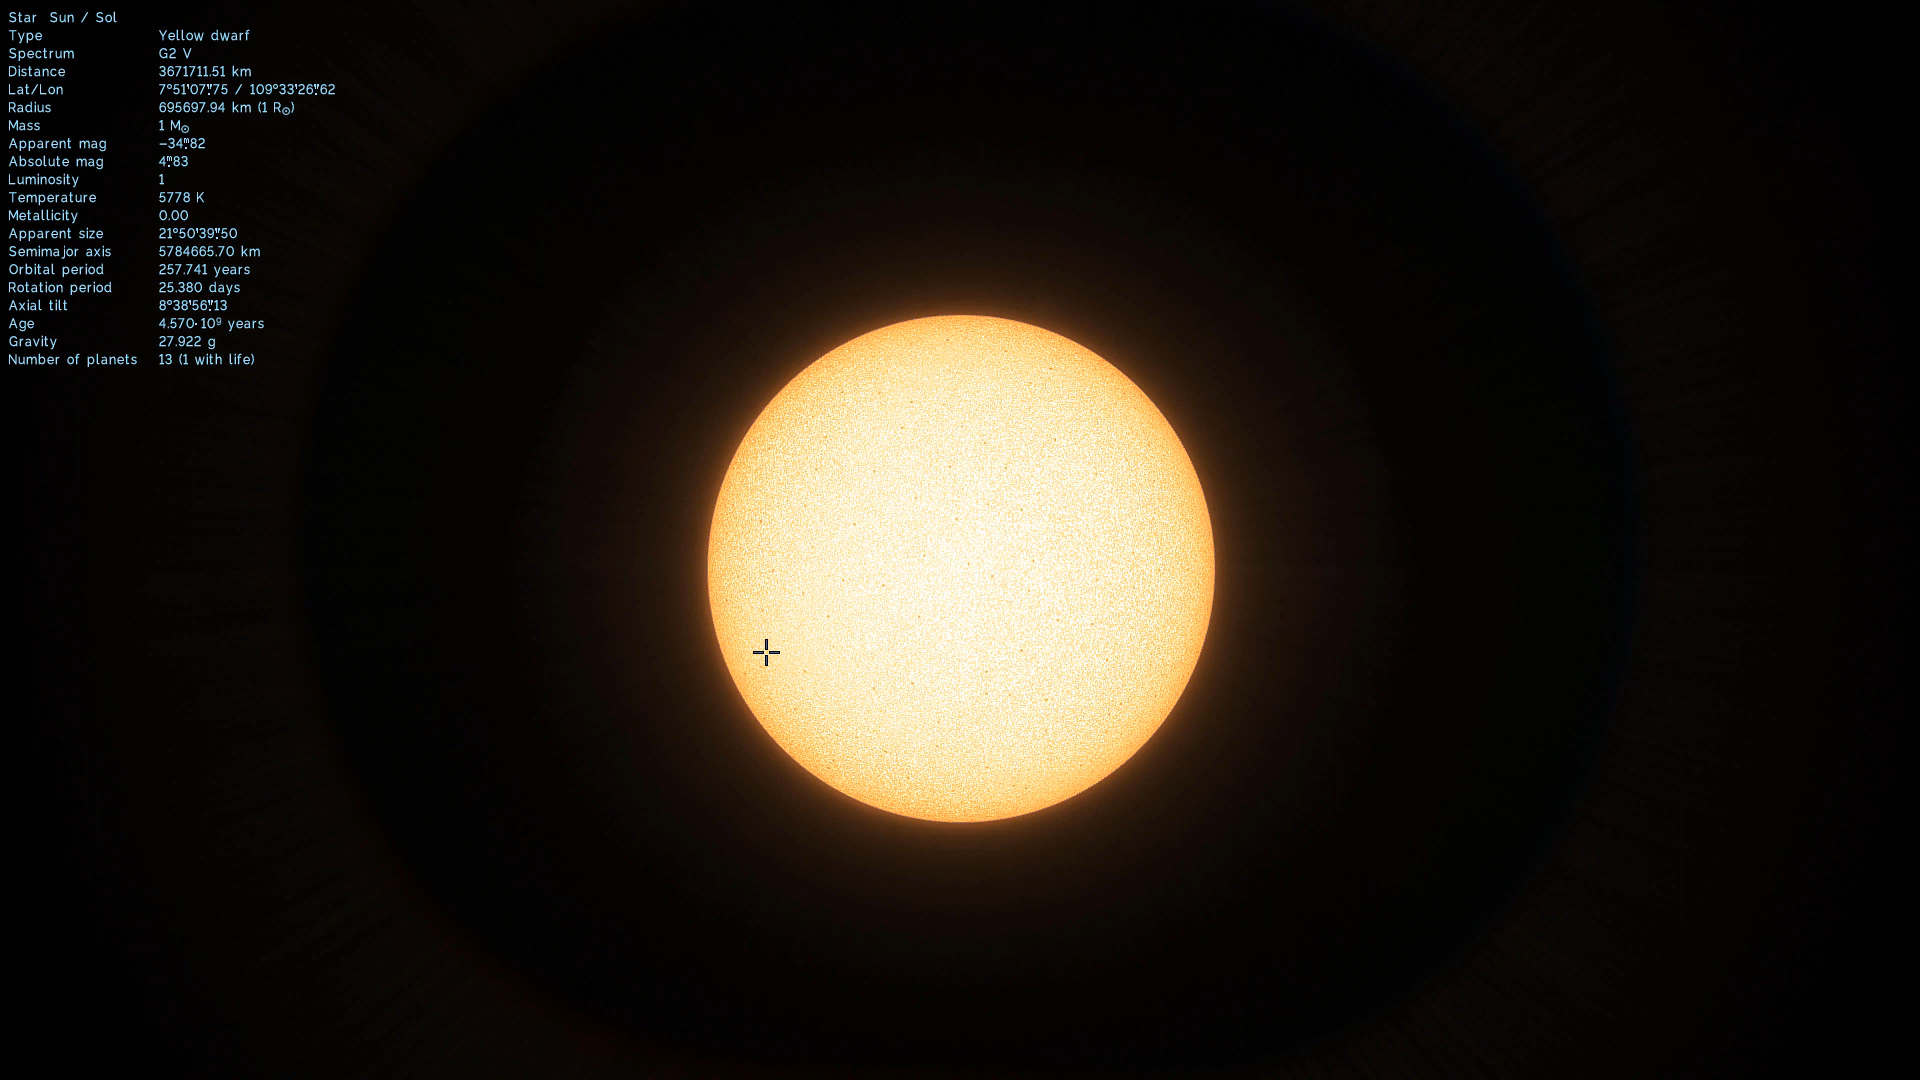 Star Sun / Sol
Type Yellow dwarf
Spectrum G2 V
Distance 3671711.51 km
Lat/Lon 7°51'07"̣75 / 109°33'26"̣62
Radius 695697.94 km (1 R☉)
Mass 1 M☉
Apparent mag −34ᵐ̣82
Absolute mag 4ᵐ̣83
Luminosity 1
Temperature 5778 K
Metallicity 0.00
Apparent size 21°50'39"̣50
Semimajor axis 5784665.70 km
Orbital period 257.741 years
Rotation period 25.380 days
Axial tilt 8°38'56"̣13
Age 4.570·10⁹ years
Gravity 27.922 g
Number of planets 13 (1 with life)